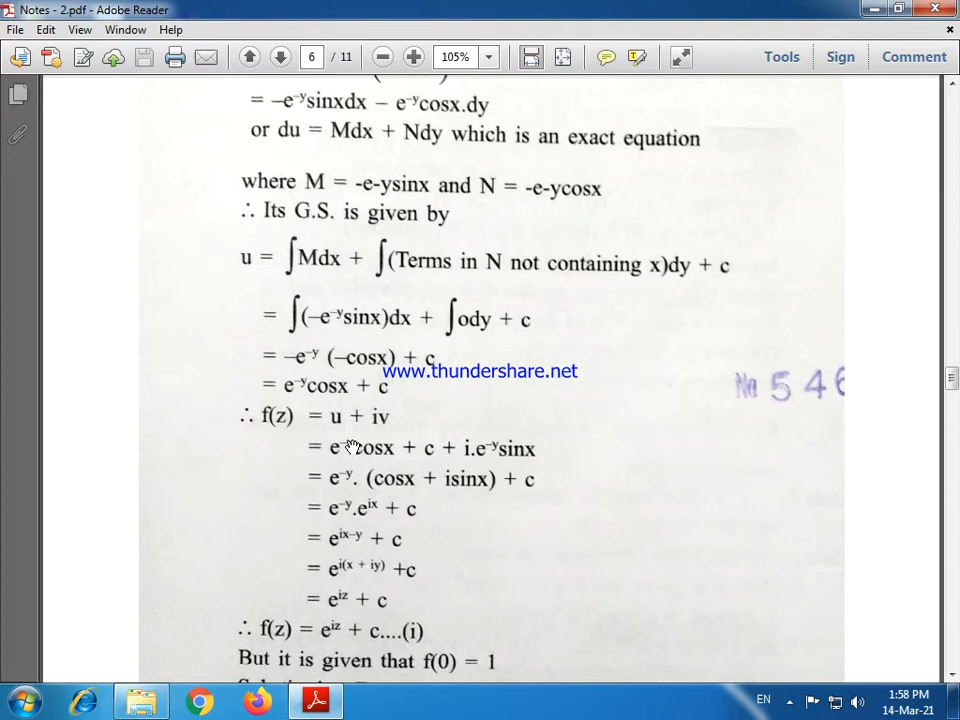 Notes - 2.pdf - Adobe Reader
File Edit View Window Help
6 / 11 105% Tools Sign Comment
= –e⁻ʸsinxdx – e⁻ʸcosx.dy
or du = Mdx + Ndy which is an exact equation
where M = -e-ysinx and N = -e-ycosx
∴ Its G.S. is given by
u = ∫Mdx + ∫(Terms in N not containing x)dy + c
= ∫(–e⁻ʸsinx)dx + ∫ody + c
= –e⁻ʸ (–cosx) + c
www.thundershare.net
= e⁻ʸcosx + c
No 546
∴ f(z) = u + iv
= e⁻ʸcosx + c + i.e⁻ʸsinx
= e⁻ʸ. (cosx + isinx) + c
= e⁻ʸ.eⁱˣ + c
= eⁱˣ⁻ʸ + c
= eⁱ⁽ˣ ⁺ ⁱʸ⁾ +c
= eⁱᶻ + c
∴ f(z) = eⁱᶻ + c....(i)
But it is given that f(0) = 1
EN 1:58 PM
14-Mar-21